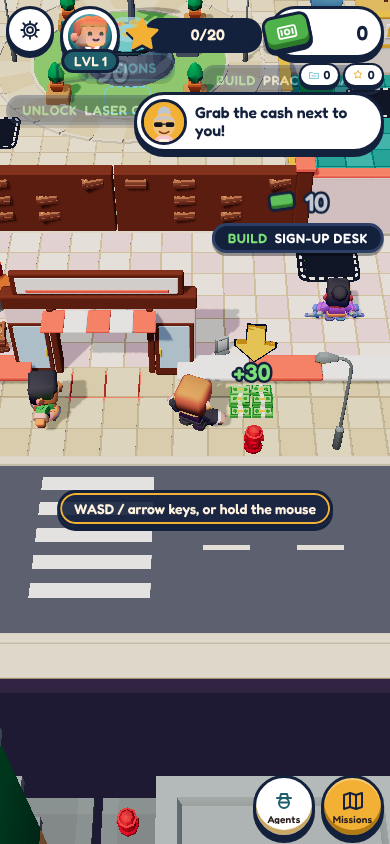 0/20
0
LVL 1
MISSIONS
BUILD PRAC
0
0
UNLOCK LASER G
Grab the cash next to
you!
10
BUILD SIGN-UP DESK
+30
WASD / arrow keys, or hold the mouse
Agents
Missions